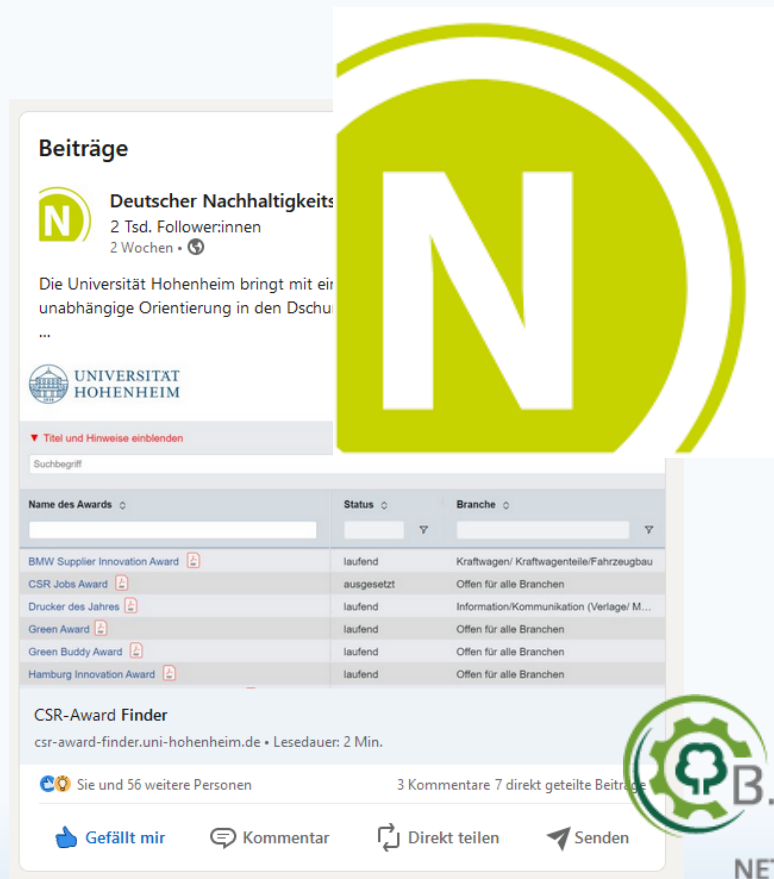 Beiträge
N
Deutscher Nachhaltigkeits
2 Tsd. Follower:innen
2 Wochen •
Die Universität Hohenheim bringt mit
unabhängige Orientierung in den
...
UNIVERSITÄT
HOHENHEIM
▼ Titel und Hinweise einblenden
Suchbegriff
Name des Awards Status Branche
BMW Supplier Innovation Award laufend Kraftwagen/ Kraftwagenteile/Fahrzeugbau
CSR Jobs Award ausgesetzt Offen für alle Branchen
Drucker des Jahres laufend Information/Kommunikation (Verlage/ M...
Green Award laufend Offen für alle Branchen
Green Buddy Award laufend Offen für alle Branchen
Hamburg Innovation Award laufend Offen für alle Branchen
CSR-Award Finder
csr-award-finder.uni-hohenheim.de • Lesedauer: 2 Min.
Sie und 56 weitere Personen 3 Kommentare 7 direkt geteilte Beiträge
Gefällt mir Kommentar Direkt teilen Senden
N
B.
NET